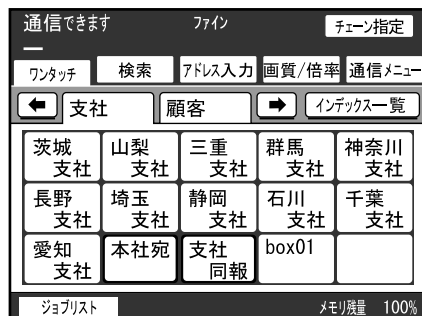 通信できます ファイン チェーン指定
ワンタッチ 検索 アドレス入力 画質/倍率 通信メニュー
支社 顧客 インデックス一覧
茨城 山梨 三重 群馬 神奈川
支社 支社 支社 支社 支社
長野 埼玉 静岡 石川 千葉
支社 支社 支社 支社 支社
愛知 本社宛 支社 box01
支社 同報
ジョブリスト メモリ残量 100%